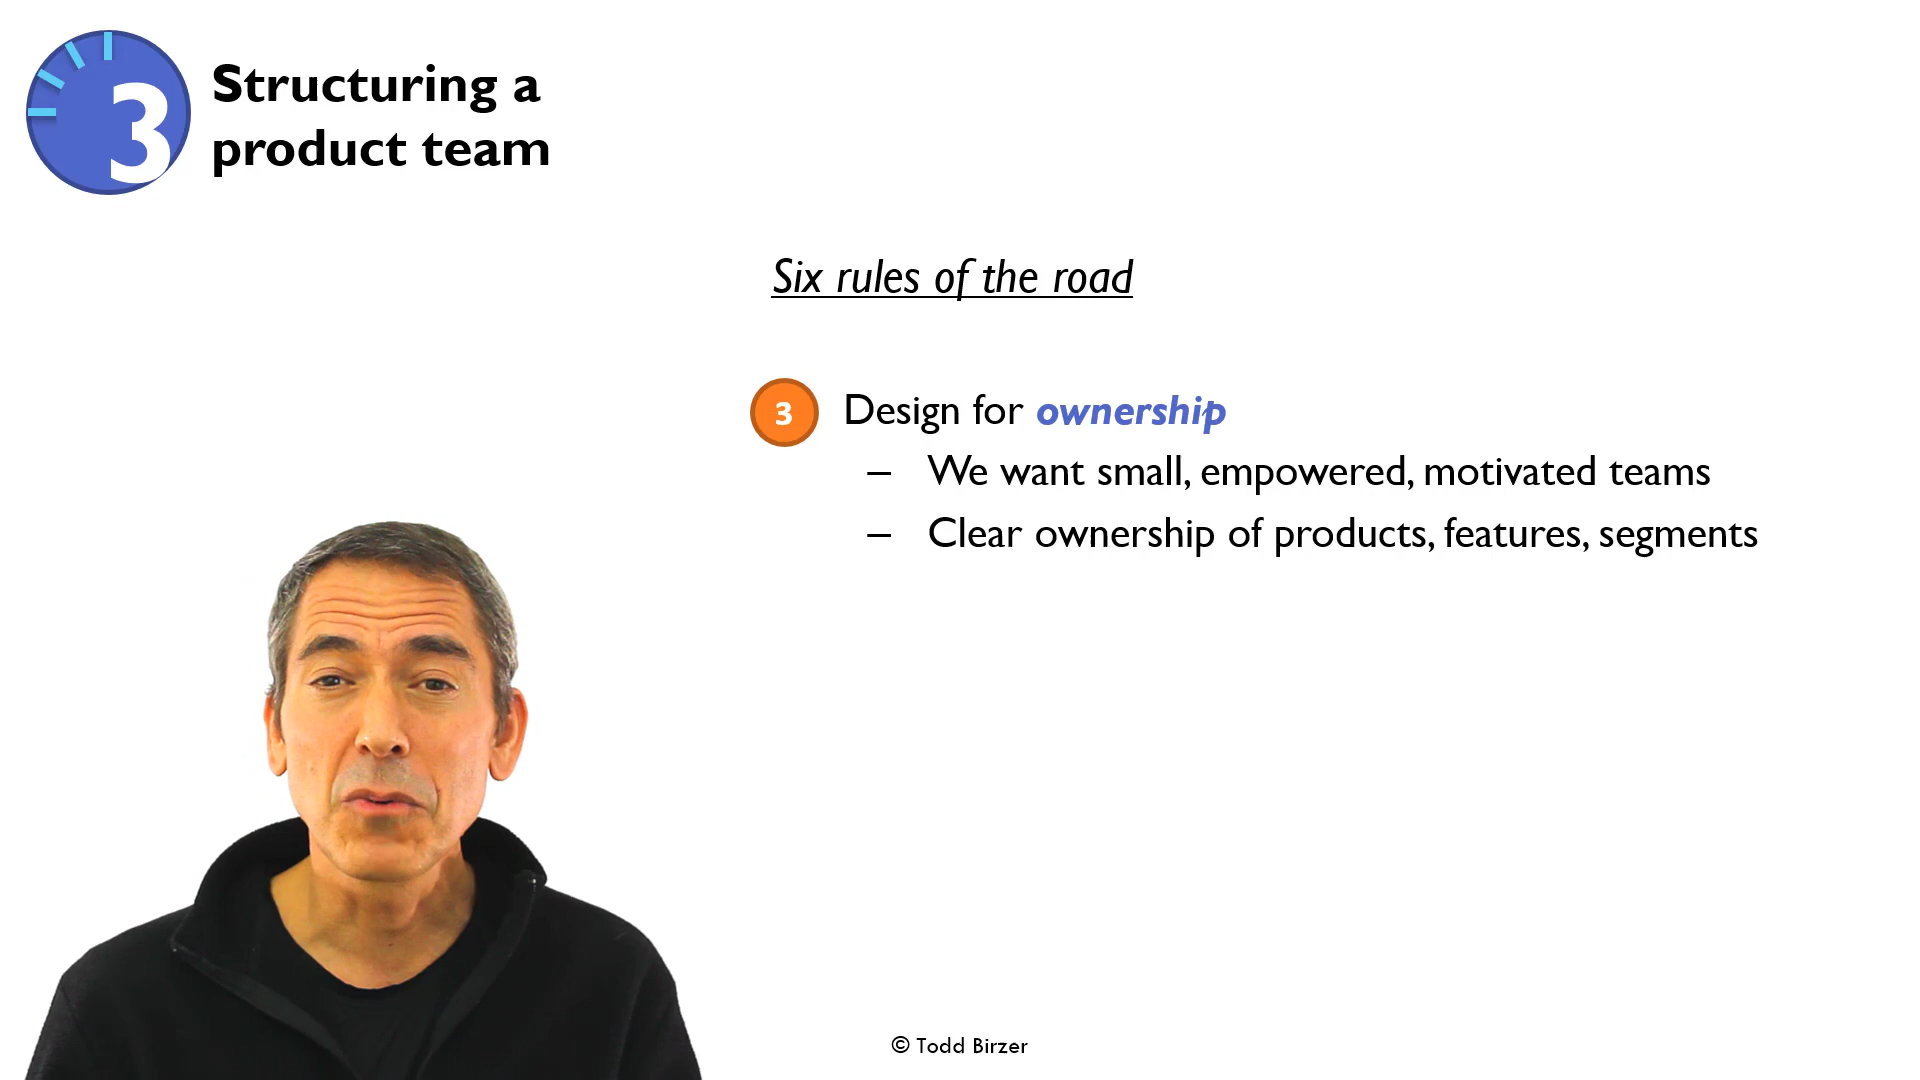 3
Structuring a
product team
Six rules of the road
3 Design for ownership
– We want small, empowered, motivated teams
– Clear ownership of products, features, segments
© Todd Birzer